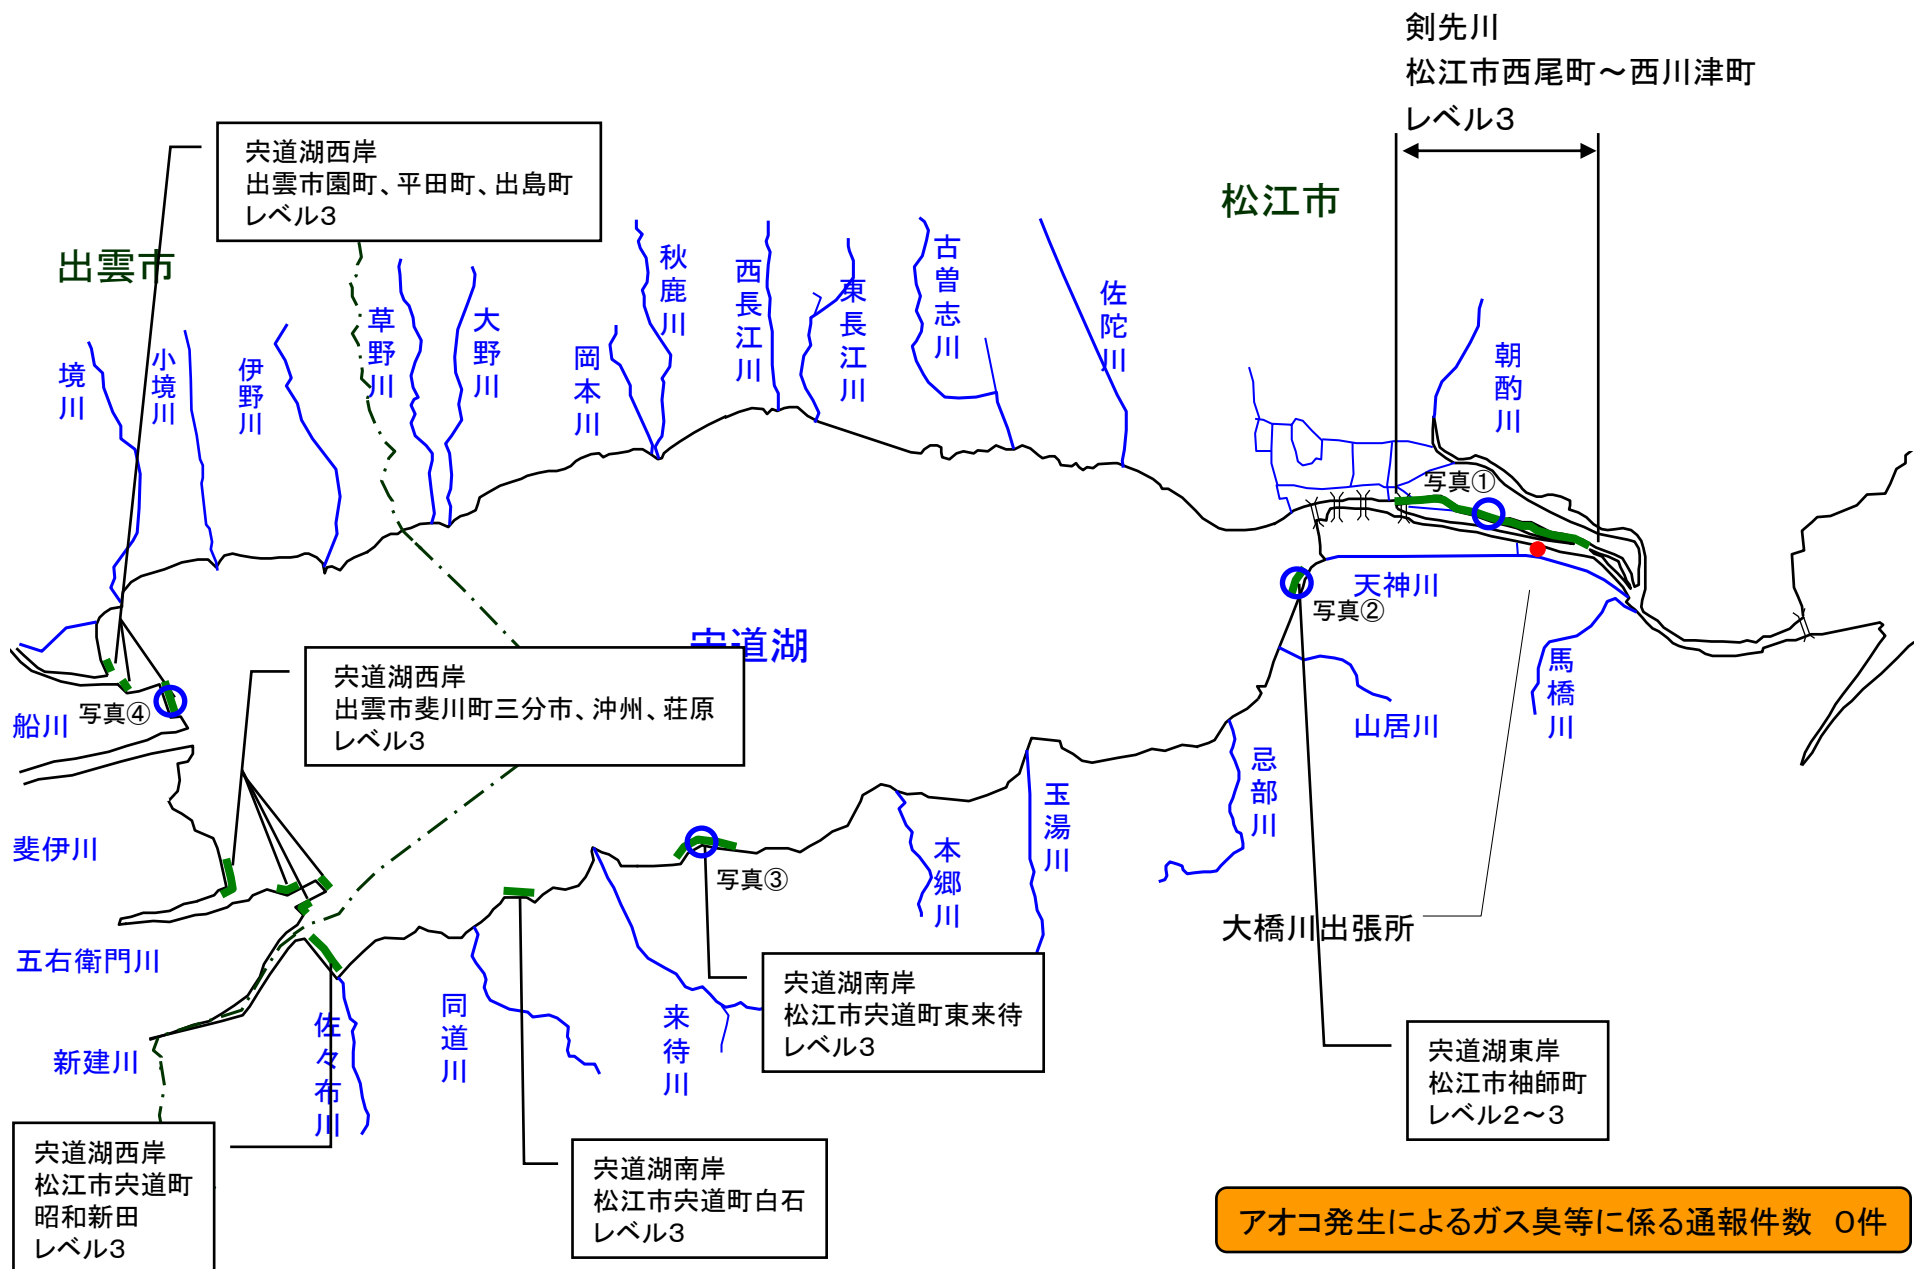 剣先川
松江市西尾町～西川津町
レベル3
宍道湖西岸
出雲市園町、平田町、出島町
レベル3
松江市
出雲市
境川
小境川
伊野川
草野川
大野川
岡本川
秋鹿川
西長江川
東長江川
古曽志川
佐陀川
朝酌川
写真①
天神川
写真②
宍道湖
宍道湖西岸
出雲市斐川町三分市、沖州、荘原
レベル3
写真④
船川
山居川
馬橋川
忌部川
玉湯川
本郷川
写真③
斐伊川
大橋川出張所
五右衛門川
宍道湖南岸
松江市宍道町東来待
レベル3
新建川
佐々布川
同道川
来待川
宍道湖東岸
松江市袖師町
レベル2～3
宍道湖西岸
松江市宍道町
昭和新田
レベル3
宍道湖南岸
松江市宍道町白石
レベル3
アオコ発生によるガス臭等に係る通報件数　0件